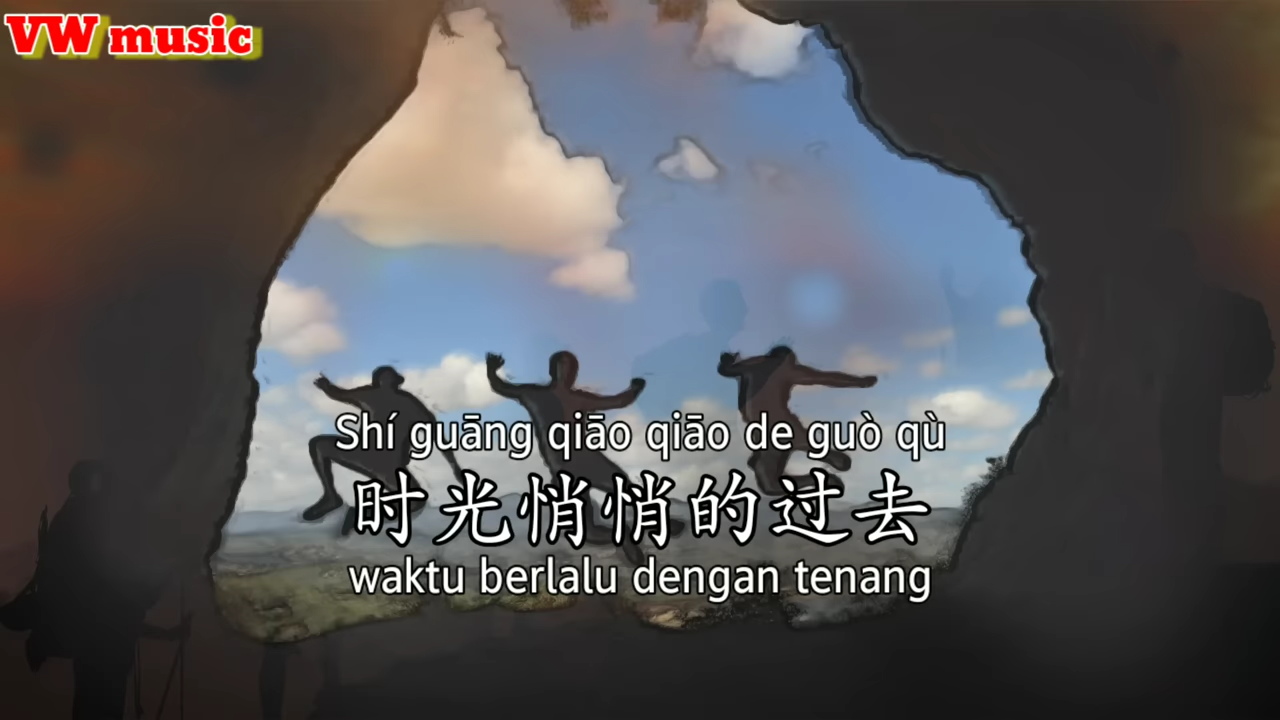 VW music
Shí guāng qiāo qiāo de guò qù
时光悄悄的过去
waktu berlalu dengan tenang